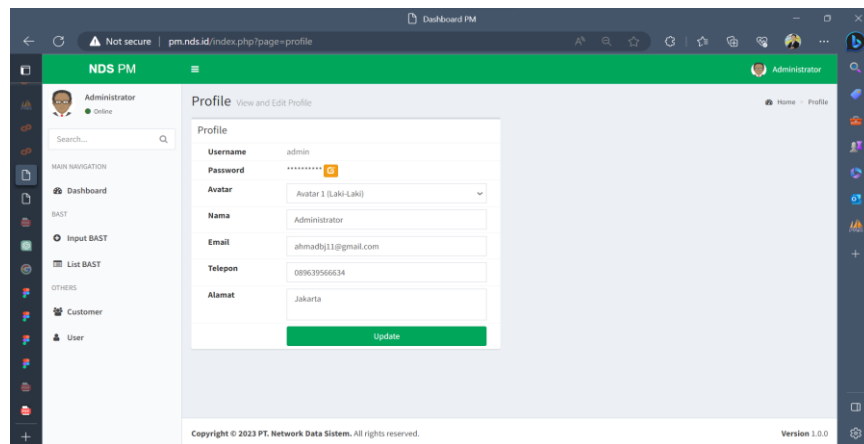 Dashboard PM
Not secure | pm.nds.id/index.php?page=profile
NDS PM
Administrator
Administrator
Online
Search...
MAIN NAVIGATION
Dashboard
BAST
Input BAST
List BAST
OTHERS
Customer
User
Profile View and Edit Profile
Home > Profile
Profile
Username admin
Password ••••••••••
Avatar Avatar 1 (Laki-Laki)
Nama Administrator
Email ahmadbj11@gmail.com
Telepon 089639566634
Alamat Jakarta
Update
Copyright © 2023 PT. Network Data Sistem. All rights reserved.
Version 1.0.0